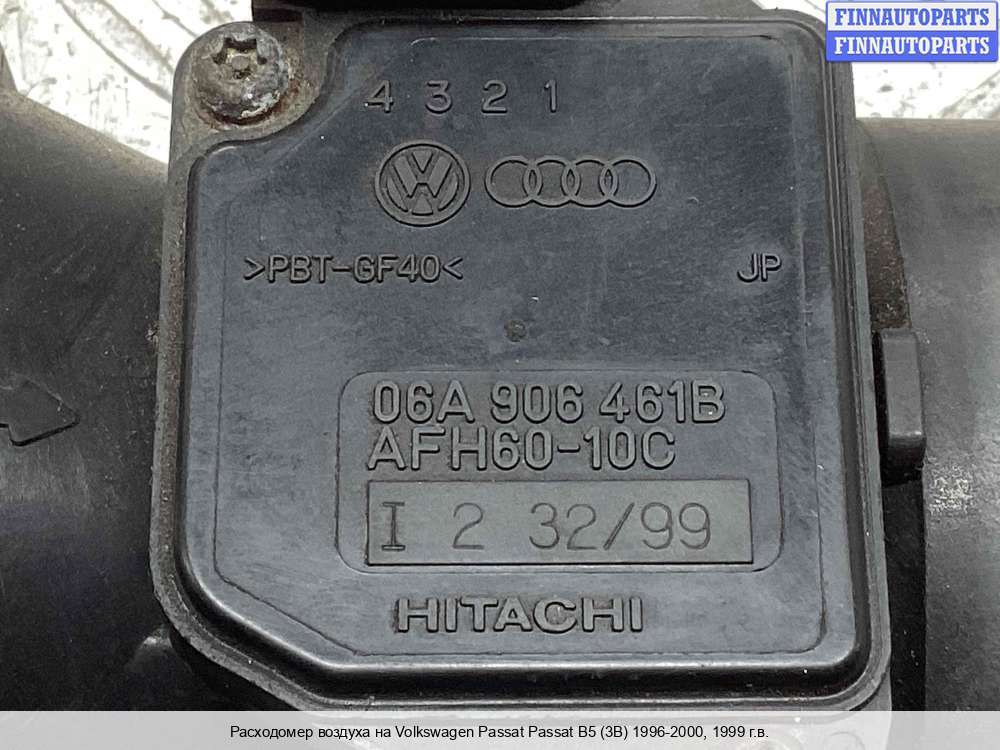 FINNAUTOPARTS
FINNAUTOPARTS
4 3 2 1
>PBT-GF40< JP
06A 906 461B
AFH60-10C
I 2 32/99
HITACHI
Расходомер воздуха на Volkswagen Passat Passat B5 (3B) 1996-2000, 1999 г.в.